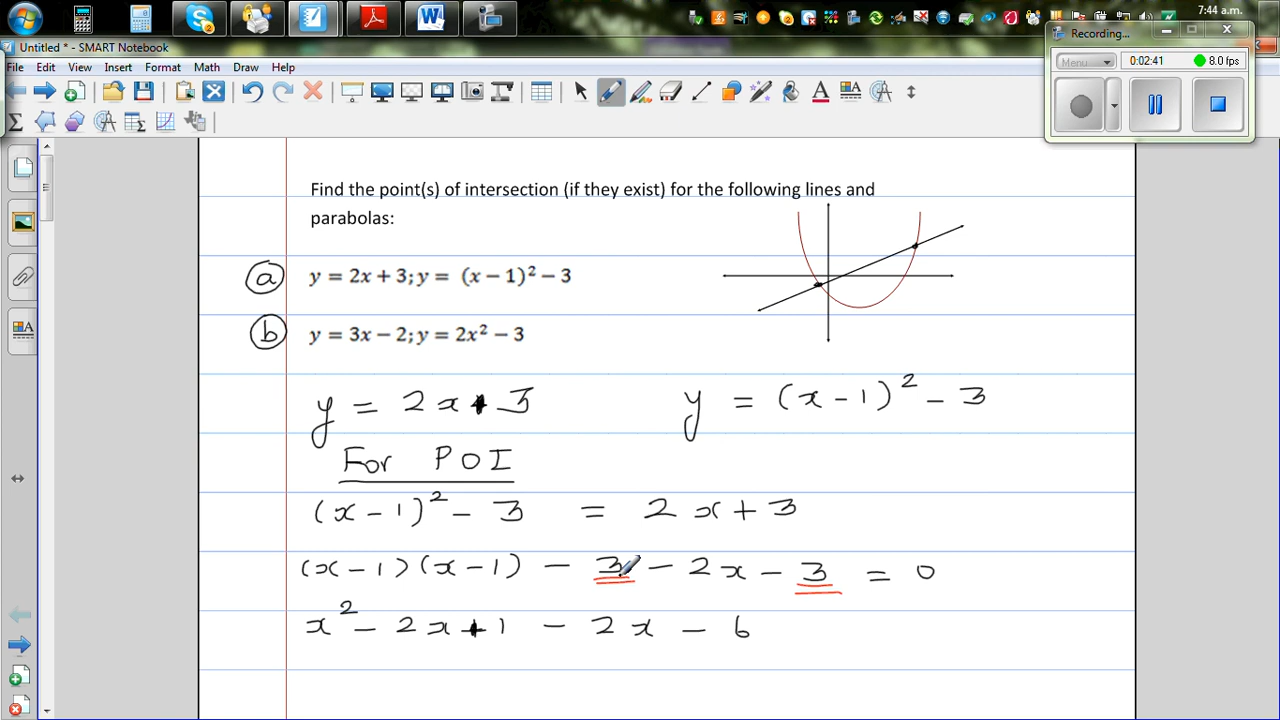 7:44 a.m.
Untitled * - SMART Notebook
Recording...
File Edit View Insert Format Math Draw Help
Menu 0:02:41 8.0 fps
Find the point(s) of intersection (if they exist) for the following lines and
parabolas:
a y = 2x + 3; y = (x − 1)² − 3
b y = 3x − 2; y = 2x² − 3
y = 2x + 3 y = (x - 1)² - 3
For POI
(x - 1)² - 3 = 2x + 3
(x - 1)(x - 1) - 3 - 2x - 3 = 0
x² - 2x + 1 - 2x - 6